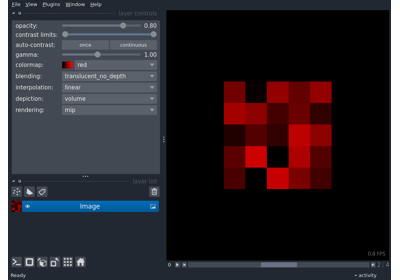 File View Plugins Window Help
layer controls
opacity: 0.80
contrast limits:
auto-contrast: once continuous
gamma: 1.00
colormap: red
blending: translucent_no_depth
interpolation: linear
depiction: volume
rendering: mip
layer list
Image
0.8 FPS
0 2 4
Ready activity